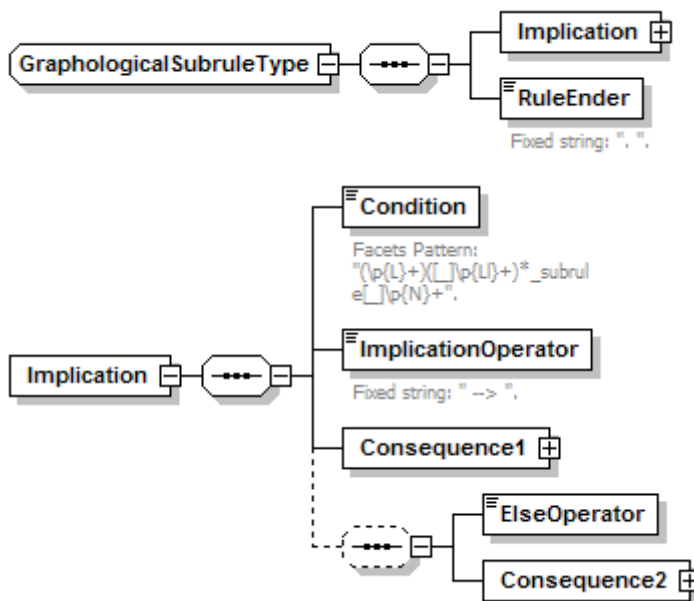 GraphologicalSubruleType
Implication
RuleEnder
Fixed string: ". ".
Condition
Facets Pattern:
"(\p{L}+)([_]\p{Ll}+)*_subrul
e[_]\p{N}+".
Implication
ImplicationOperator
Fixed string: " --> ".
Consequence1
ElseOperator
Consequence2